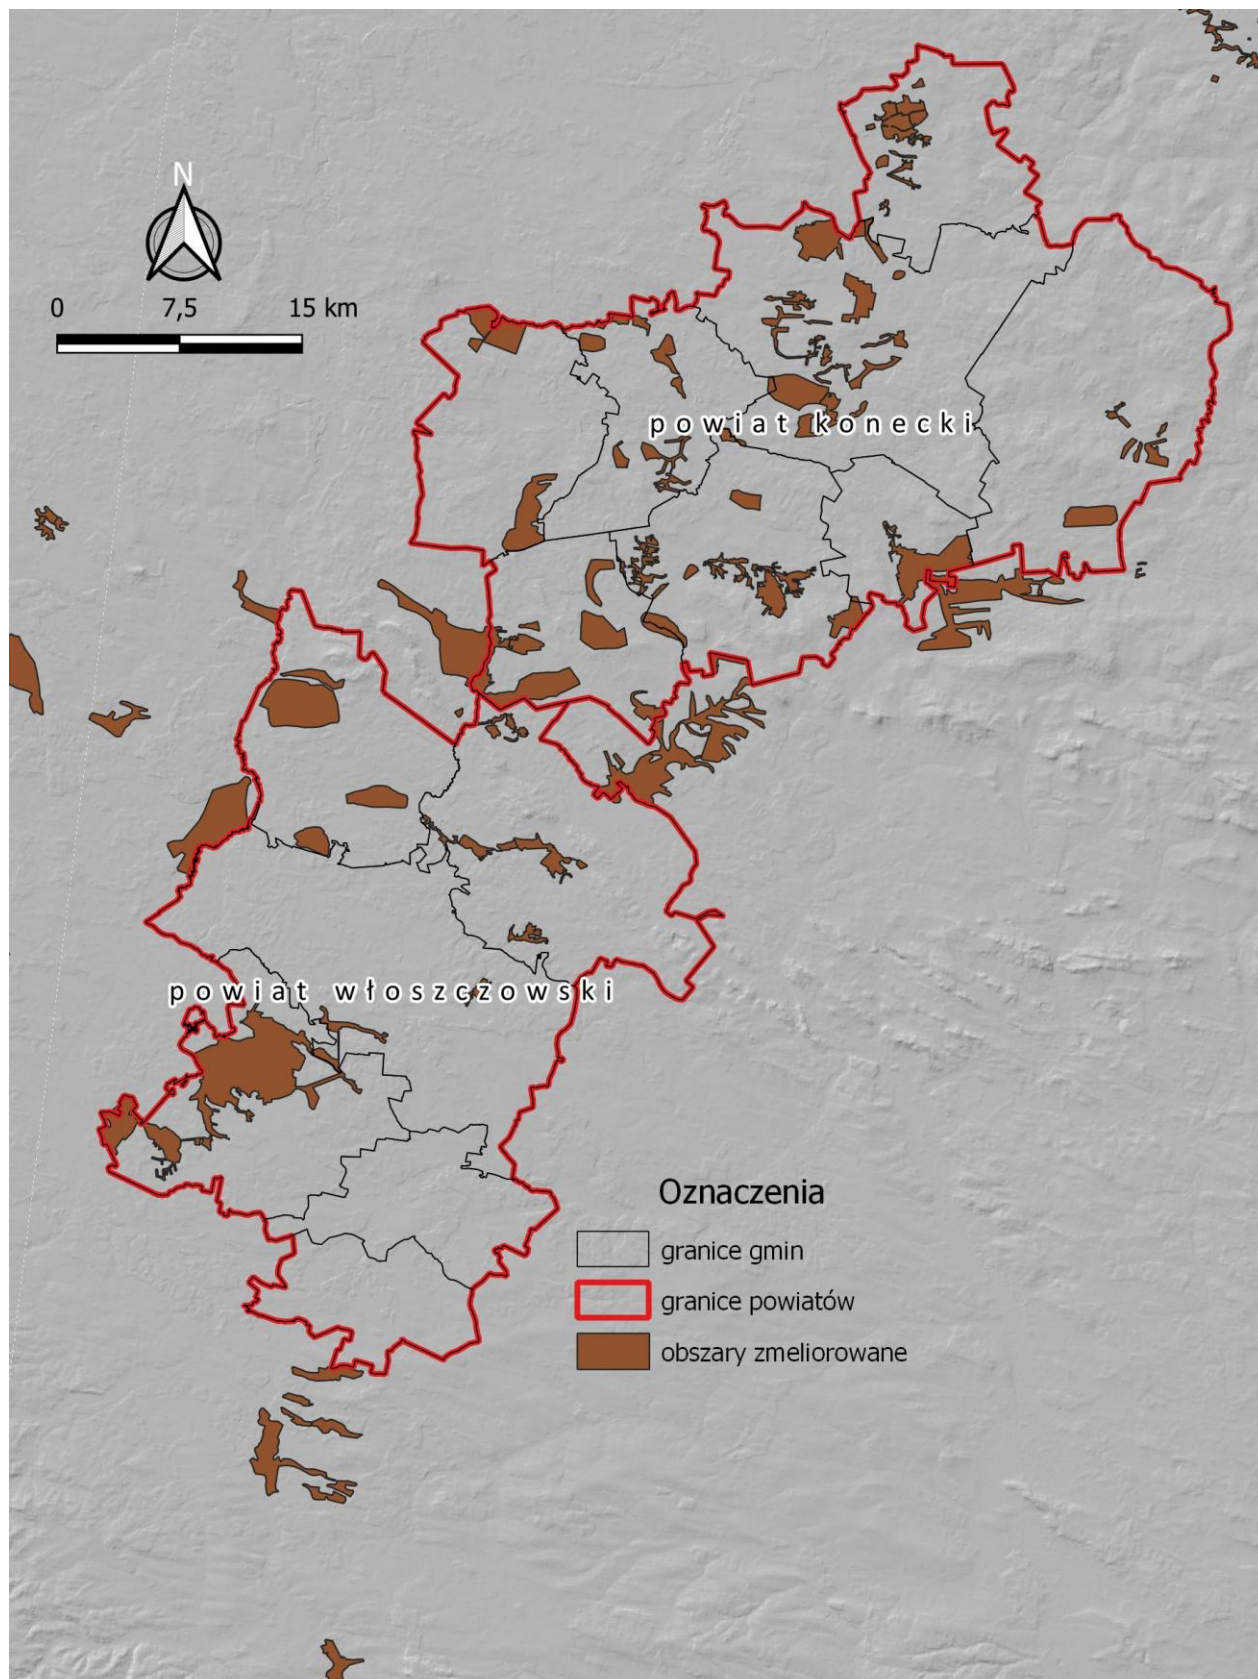 N
0 7,5 15 km
powiat konecki
powiat włoszczowski
Oznaczenia
granice gmin
granice powiatów
obszary zmeliorowane